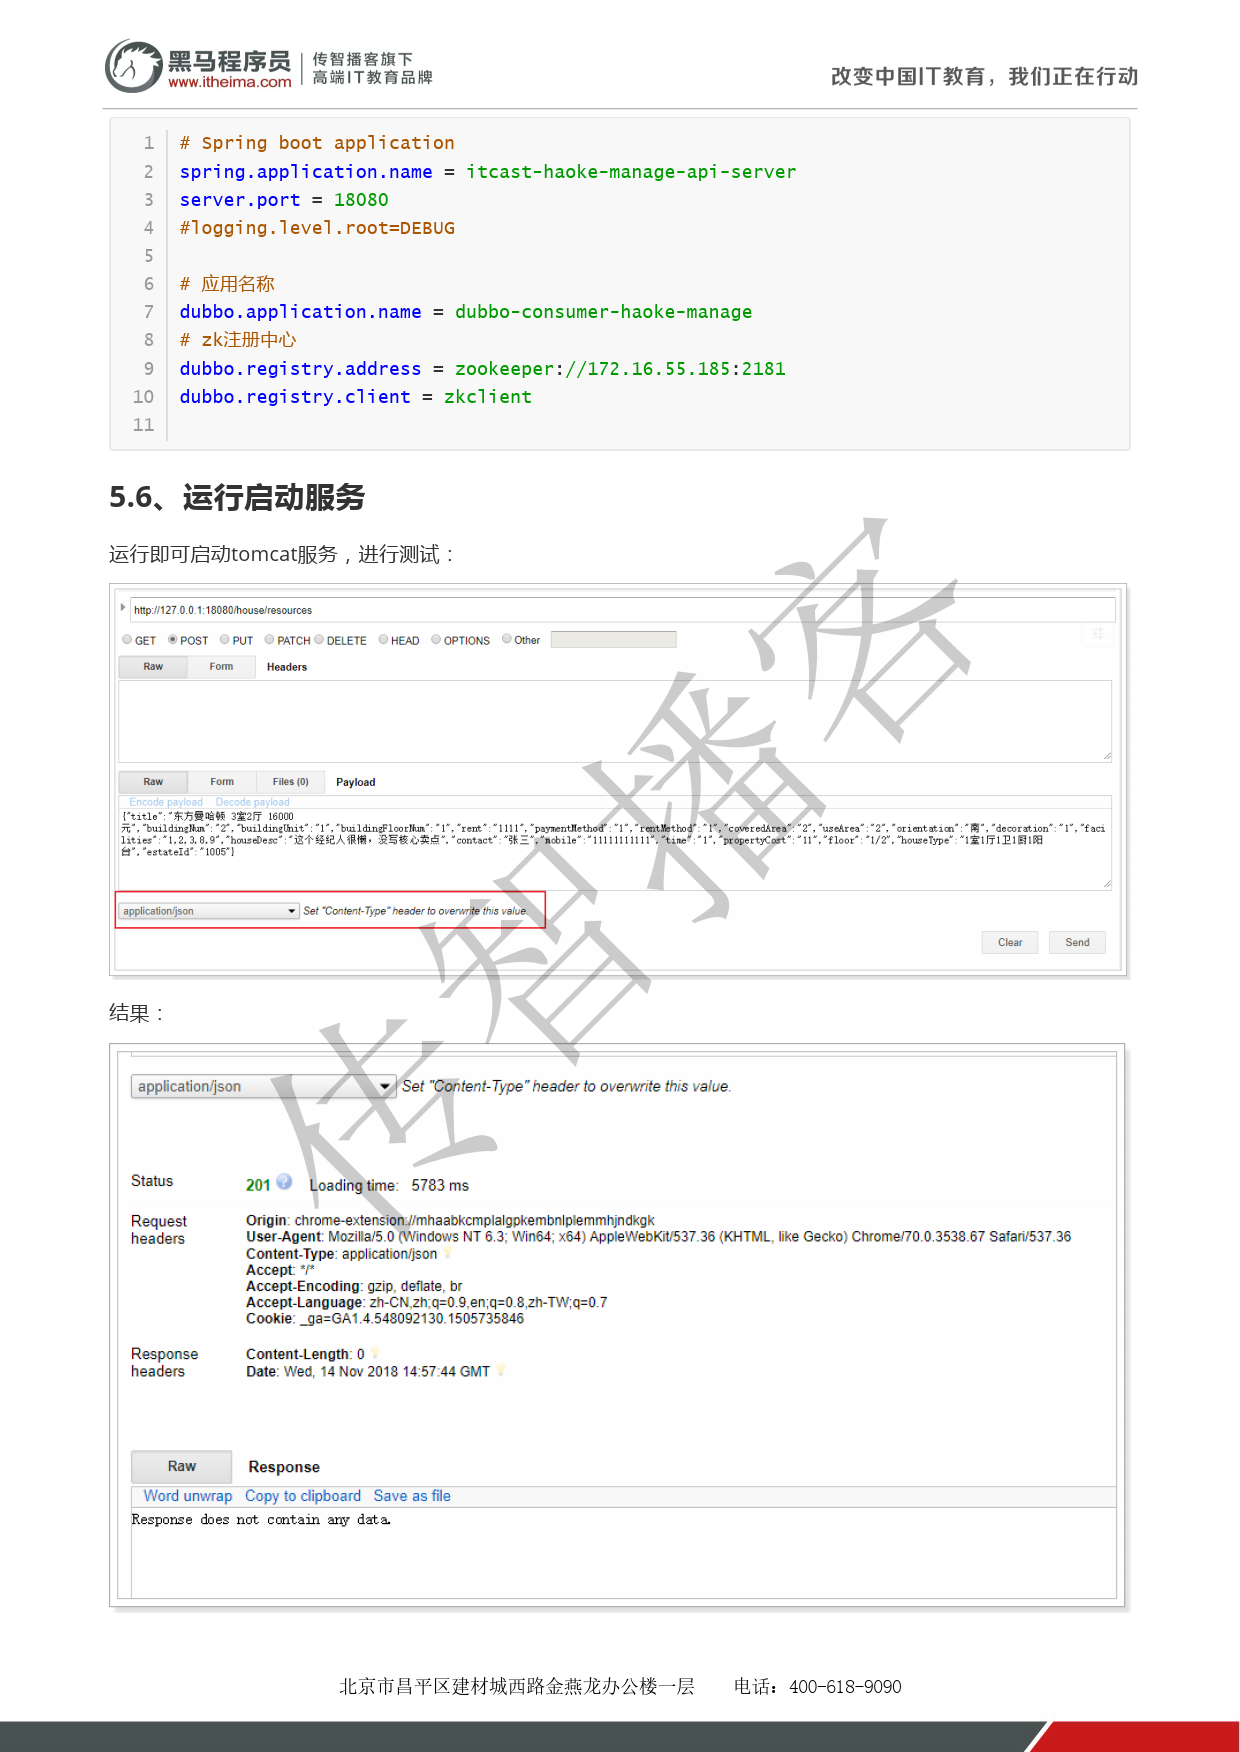 黑马程序员
www.itheima.com
传智播客旗下
高端IT教育品牌
改变中国IT教育，我们正在行动
1 # Spring boot application
2 spring.application.name = itcast-haoke-manage-api-server
3 server.port = 18080
4 #logging.level.root=DEBUG
5
6 # 应用名称
7 dubbo.application.name = dubbo-consumer-haoke-manage
8 # zk注册中心
9 dubbo.registry.address = zookeeper://172.16.55.185:2181
10 dubbo.registry.client = zkclient
11
5.6、运行启动服务
运行即可启动tomcat服务，进行测试：
http://127.0.0.1:18080/house/resources
GET POST PUT PATCH DELETE HEAD OPTIONS Other
Raw Form Headers
Raw Form Files (0) Payload
Encode payload Decode payload
{"title":"东方曼哈顿 3室2厅 16000
元","buildingNum":"2","buildingUnit":"1","buildingFloorNum":"1","rent":"1111","paymentMethod":"1","rentMethod":"1","coveredArea":"2","useArea":"2","orientation":"南","decoration":"1","faci
lities":"1,2,3,8,9","houseDesc":"这个经纪人很懒，没写核心卖点","contact":"张三","mobile":"11111111111","time":"1","propertyCost":"11","floor":"1/2","houseType":"1室1厅1卫1厨1阳
台","estateId":"1005"}
application/json Set "Content-Type" header to overwrite this value.
Clear Send
结果：
application/json Set "Content-Type" header to overwrite this value.
Status 201 Loading time: 5783 ms
Request headers
Origin: chrome-extension://mhaabkcmplalgpkembnlplemmhjndkgk
User-Agent: Mozilla/5.0 (Windows NT 6.3; Win64; x64) AppleWebKit/537.36 (KHTML, like Gecko) Chrome/70.0.3538.67 Safari/537.36
Content-Type: application/json
Accept: */*
Accept-Encoding: gzip, deflate, br
Accept-Language: zh-CN,zh;q=0.9,en;q=0.8,zh-TW;q=0.7
Cookie: _ga=GA1.4.548092130.1505735846
Response headers
Content-Length: 0
Date: Wed, 14 Nov 2018 14:57:44 GMT
Raw Response
Word unwrap Copy to clipboard Save as file
Response does not contain any data.
传智播客
北京市昌平区建材城西路金燕龙办公楼一层 电话：400-618-9090